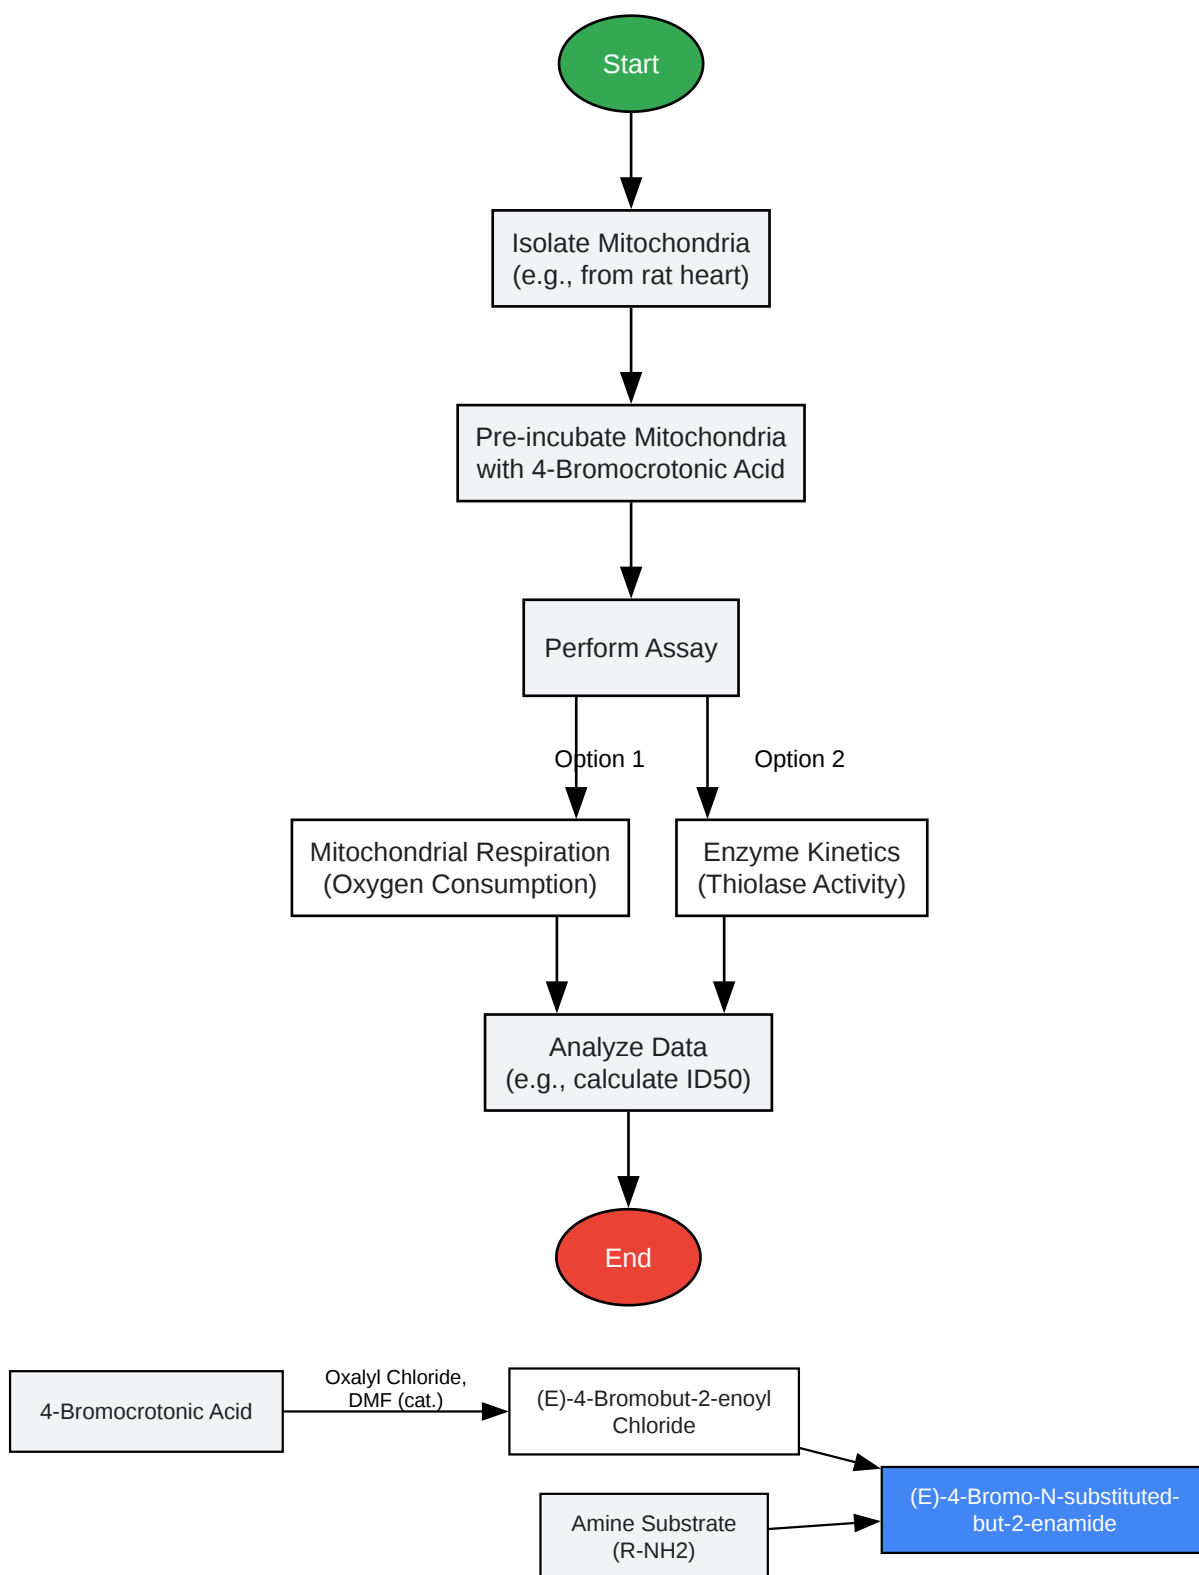 Start
Isolate Mitochondria
(e.g., from rat heart)
Pre-incubate Mitochondria
with 4-Bromocrotonic Acid
Perform Assay
Option 1
Option 2
Mitochondrial Respiration
(Oxygen Consumption)
Enzyme Kinetics
(Thiolase Activity)
Analyze Data
(e.g., calculate ID50)
End
4-Bromocrotonic Acid
Oxalyl Chloride,
DMF (cat.)
(E)-4-Bromobut-2-enoyl
Chloride
Amine Substrate
(R-NH2)
(E)-4-Bromo-N-substituted-
but-2-enamide